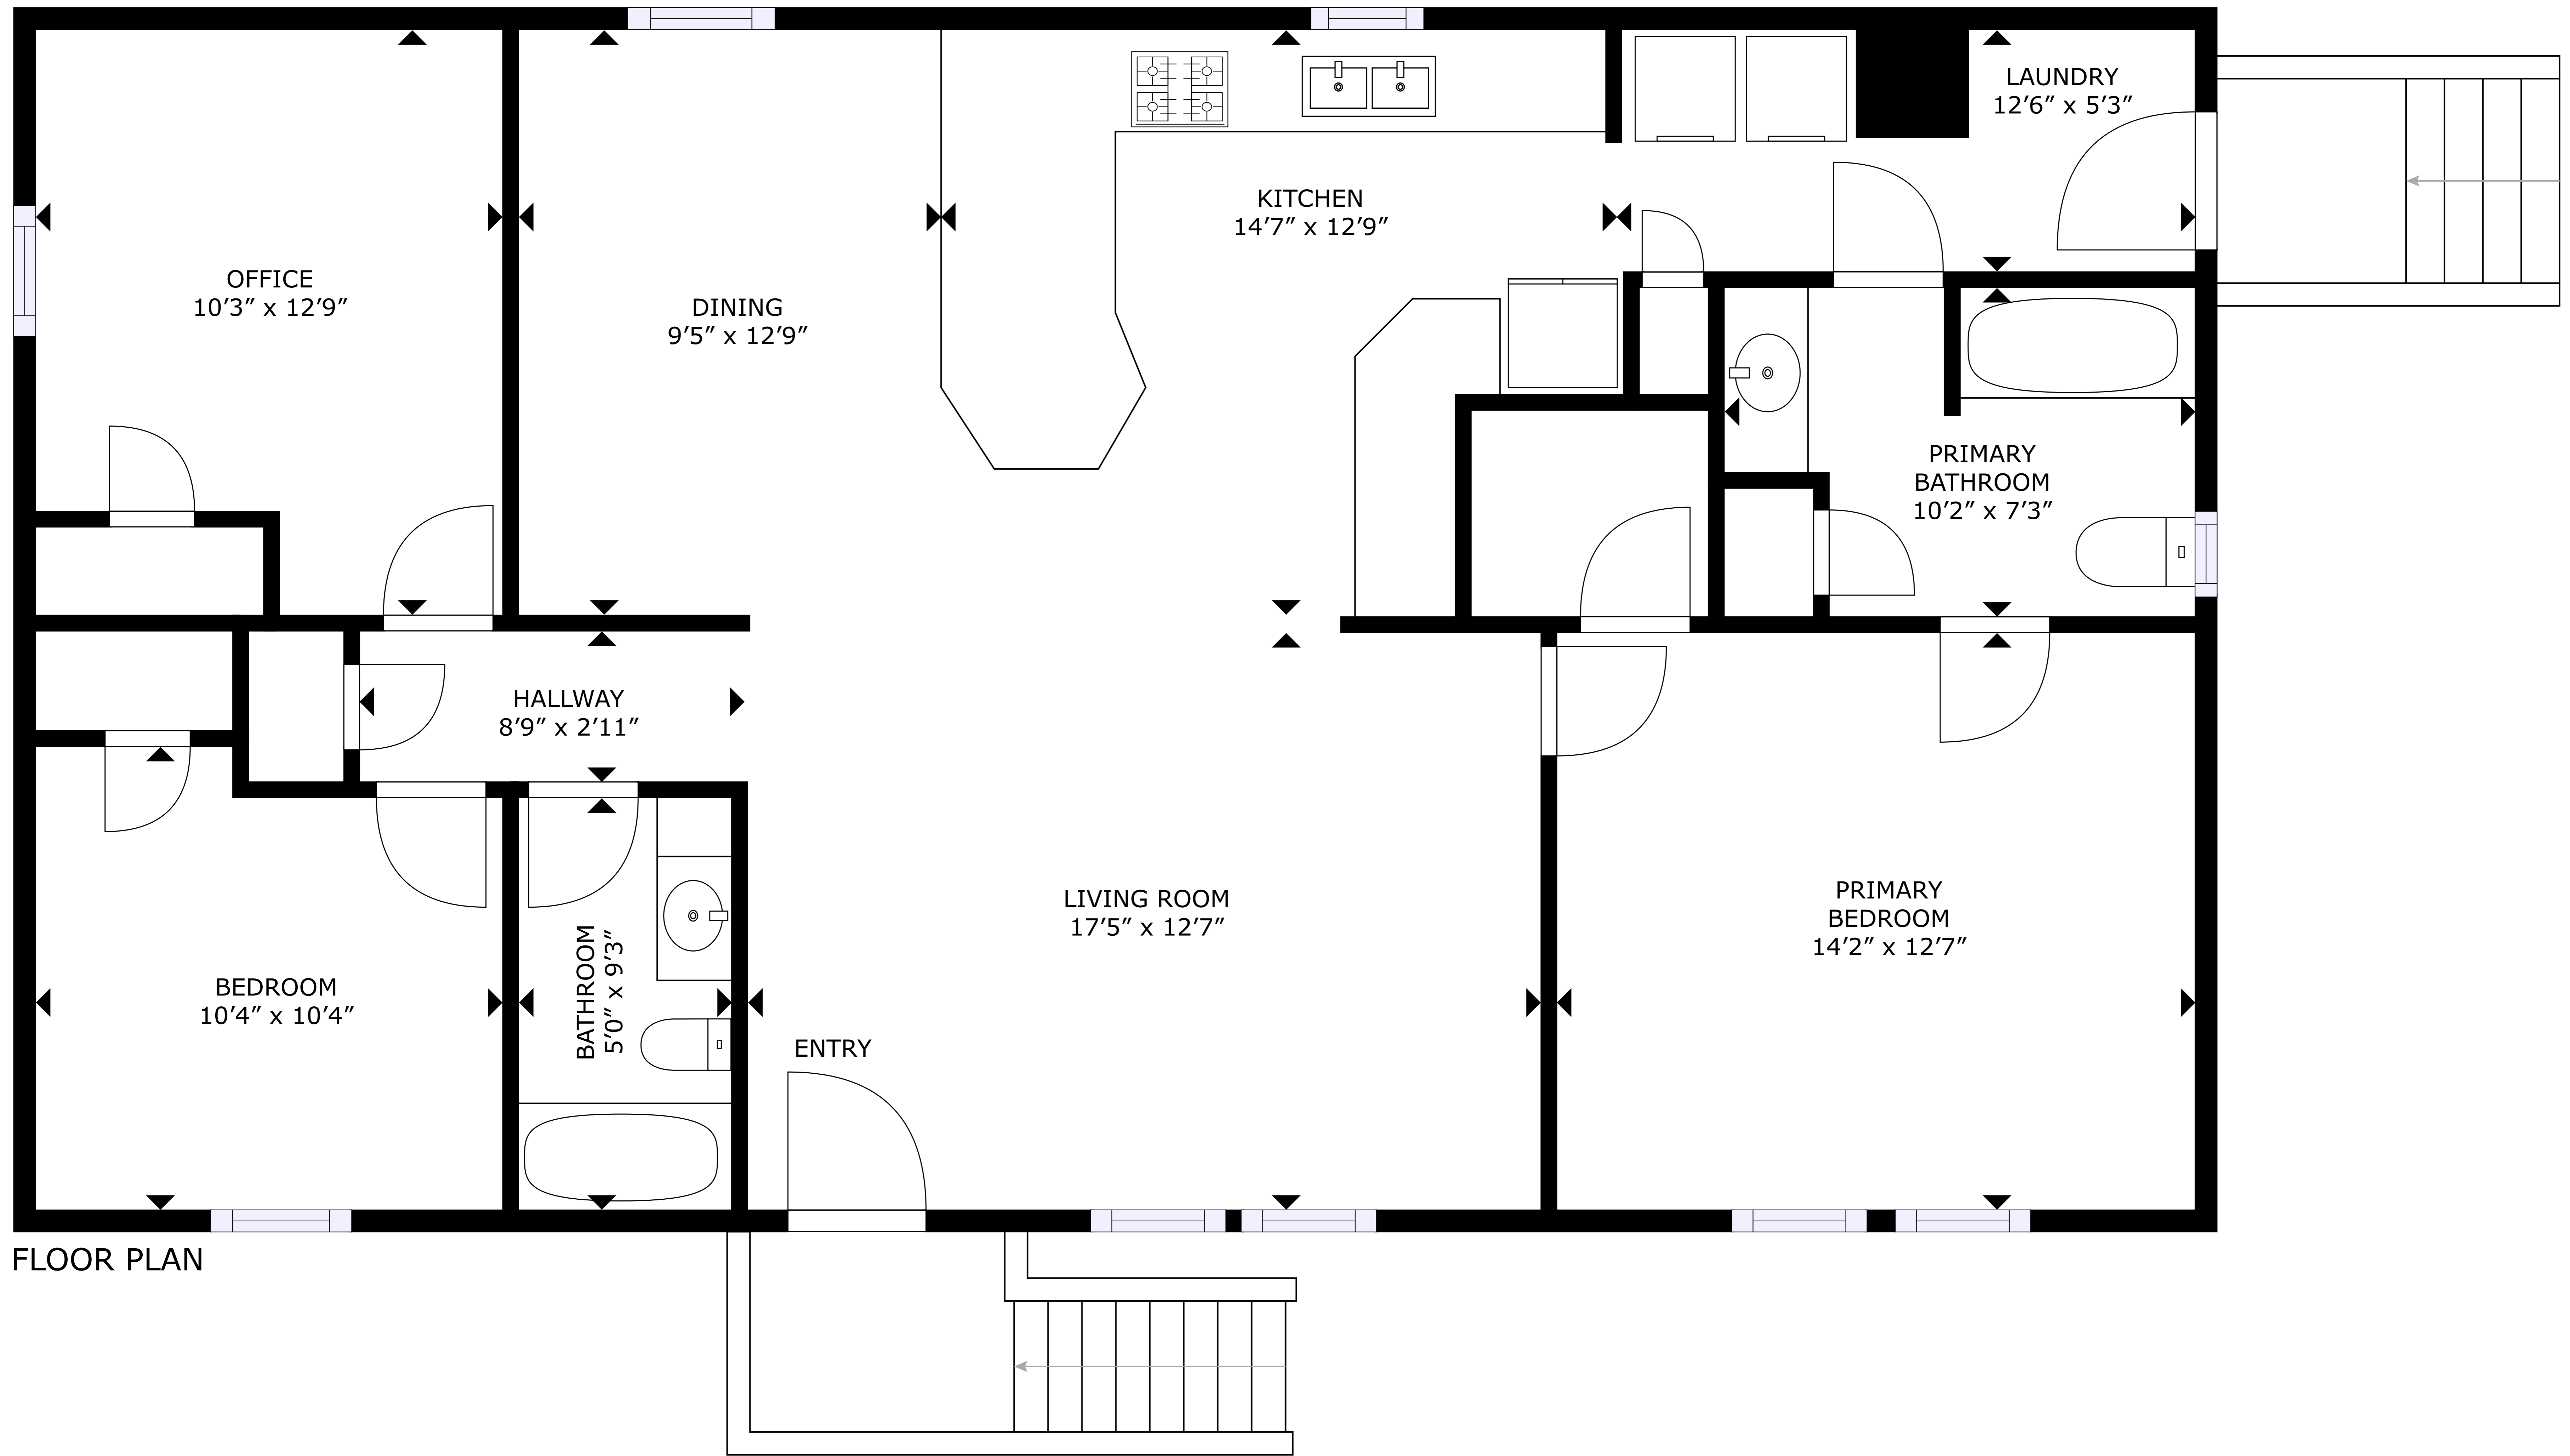 LAUNDRY
12’6” x 5’3”
KITCHEN
14’7” x 12’9”
OFFICE
10’3” x 12’9”
DINING
9’5” x 12’9”
PRIMARY
BATHROOM
10’2” x 7’3”
HALLWAY
8’9” x 2’11”
LIVING ROOM
17’5” x 12’7”
PRIMARY
BEDROOM
14’2” x 12’7”
BEDROOM
10’4” x 10’4”
BATHROOM
5’0” x 9’3”
ENTRY
FLOOR PLAN